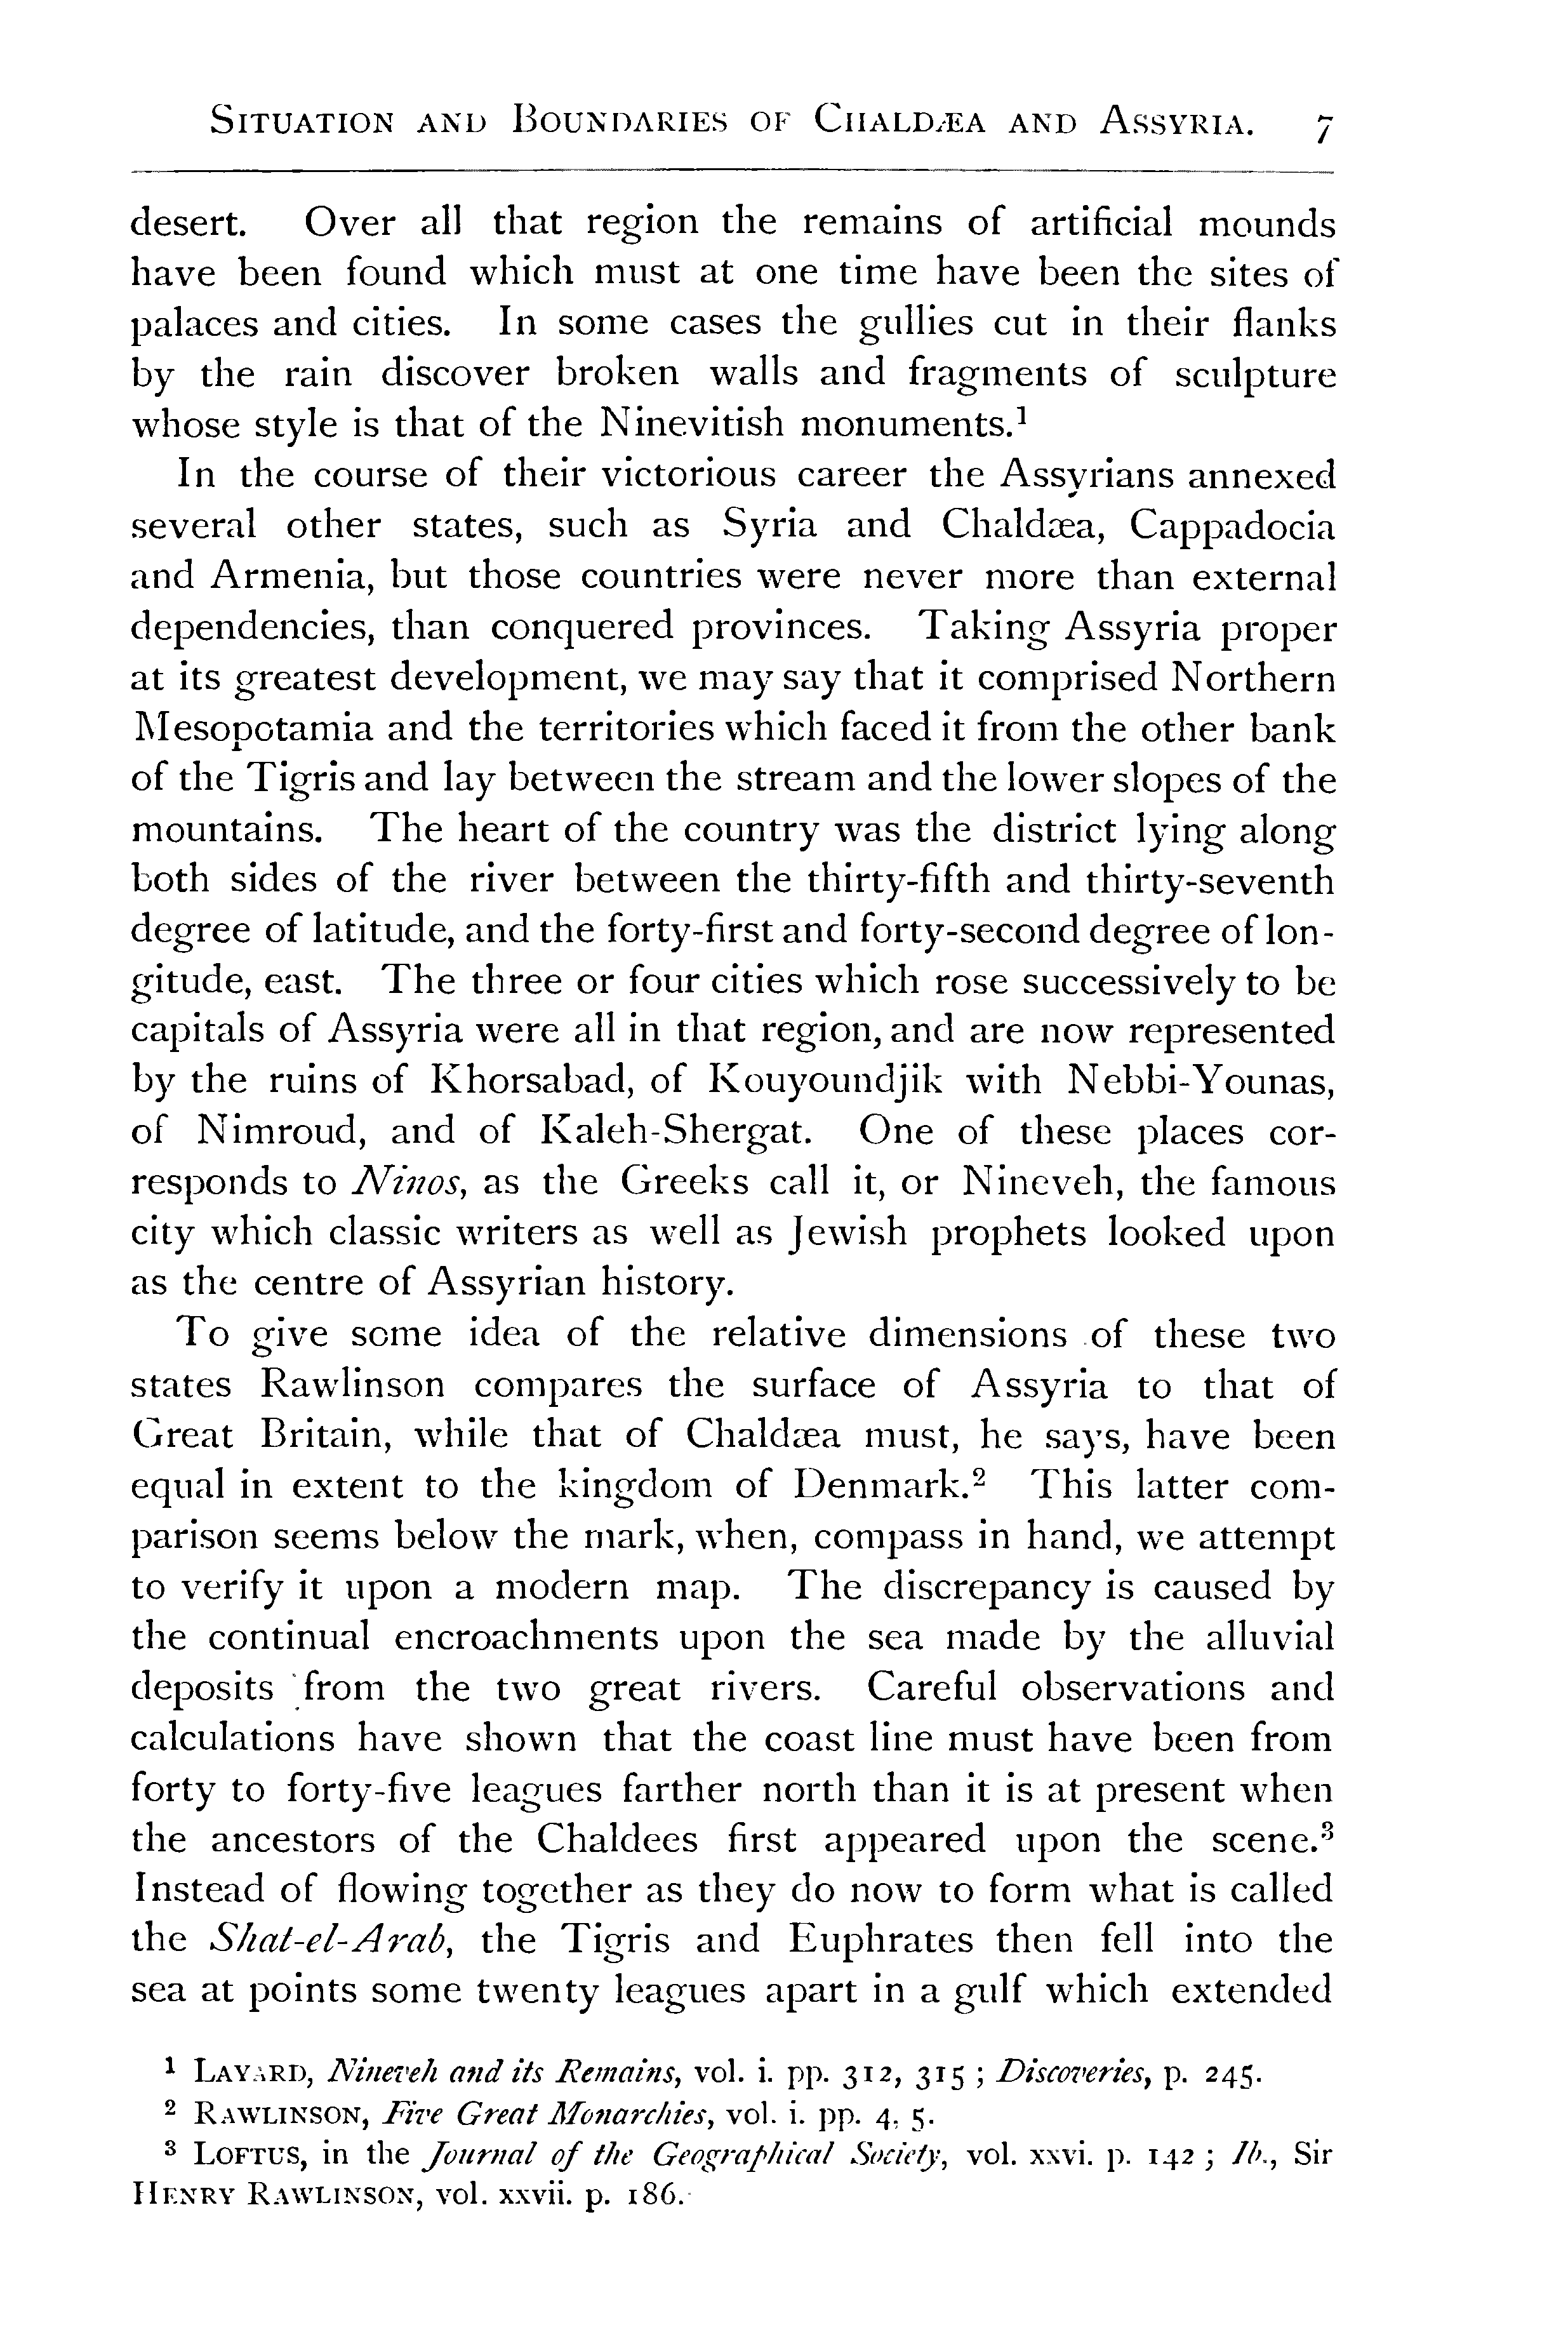 Situation and Boundaries of Chaldæa and Assyria. 7
desert. Over all that region the remains of artificial mounds
have been found which must at one time have been the sites of
palaces and cities. In some cases the gullies cut in their flanks
by the rain discover broken walls and fragments of sculpture
whose style is that of the Ninevitish monuments.¹
In the course of their victorious career the Assyrians annexed
several other states, such as Syria and Chaldæa, Cappadocia
and Armenia, but those countries were never more than external
dependencies, than conquered provinces. Taking Assyria proper
at its greatest development, we may say that it comprised Northern
Mesopotamia and the territories which faced it from the other bank
of the Tigris and lay between the stream and the lower slopes of the
mountains. The heart of the country was the district lying along
both sides of the river between the thirty-fifth and thirty-seventh
degree of latitude, and the forty-first and forty-second degree of lon-
gitude, east. The three or four cities which rose successively to be
capitals of Assyria were all in that region, and are now represented
by the ruins of Khorsabad, of Kouyoundjik with Nebbi-Younas,
of Nimroud, and of Kaleh-Shergat. One of these places cor-
responds to Ninos, as the Greeks call it, or Nineveh, the famous
city which classic writers as well as Jewish prophets looked upon
as the centre of Assyrian history.
To give some idea of the relative dimensions of these two
states Rawlinson compares the surface of Assyria to that of
Great Britain, while that of Chaldæa must, he says, have been
equal in extent to the kingdom of Denmark.² This latter com-
parison seems below the mark, when, compass in hand, we attempt
to verify it upon a modern map. The discrepancy is caused by
the continual encroachments upon the sea made by the alluvial
deposits from the two great rivers. Careful observations and
calculations have shown that the coast line must have been from
forty to forty-five leagues farther north than it is at present when
the ancestors of the Chaldees first appeared upon the scene.³
Instead of flowing together as they do now to form what is called
the Shat-el-Arab, the Tigris and Euphrates then fell into the
sea at points some twenty leagues apart in a gulf which extended
¹ Layard, Nineveh and its Remains, vol. i. pp. 312, 315 ; Discoveries, p. 245.
² Rawlinson, Five Great Monarchies, vol. i. pp. 4, 5.
³ Loftus, in the Journal of the Geographical Society, vol. xxvi. p. 142 ; Ib., Sir
Henry Rawlinson, vol. xxvii. p. 186.